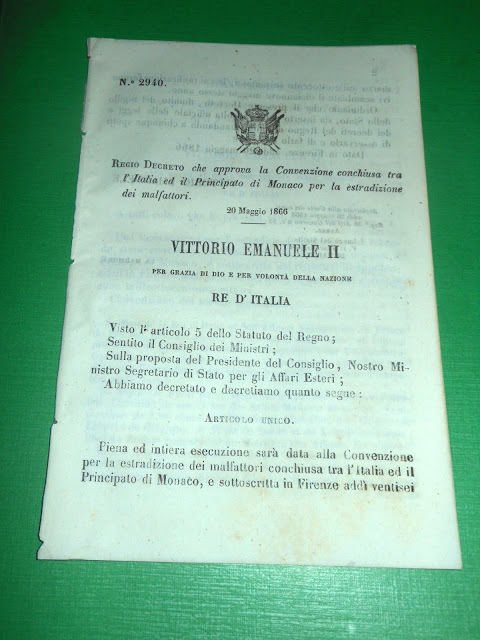 N.° 2940.
REGIO DECRETO che approva la Convenzione conchiusa tra
l'Italia ed il Principato di Monaco per la estradizione
dei malfattori.
20 Maggio 1866
VITTORIO EMANUELE II
PER GRAZIA DI DIO E PER VOLONTÀ DELLA NAZIONE
RE D'ITALIA
Visto l'articolo 5 dello Statuto del Regno;
Sentito il Consiglio dei Ministri;
Sulla proposta del Presidente del Consiglio, Nostro Mi-
nistro Segretario di Stato per gli Affari Esteri;
Abbiamo decretato e decretiamo quanto segue:
ARTICOLO UNICO.
Piena ed intiera esecuzione sarà data alla Convenzione
per la estradizione dei malfattori conchiusa tra l'Italia ed il
Principato di Monaco, e sottoscritta in Firenze addì ventisei